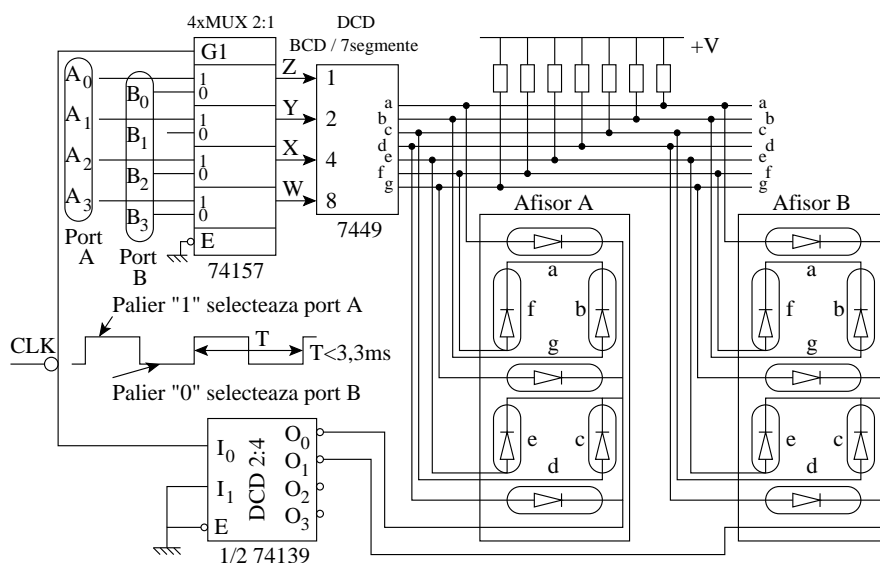 4xMUX 2:1
DCD
BCD / 7segmente
+V
G1
Z
1
a
a
A0
1
0
B0
b
b
Y
2
c
c
A1
1
0
B1
d
d
X
4
e
e
A2
1
0
B2
f
f
W
8
g
g
A3
1
0
B3
Port
A
Port
B
E
74157
7449
Afisor A
Afisor B
a
f
b
g
e
c
d
a
f
b
g
e
c
d
Palier "1" selecteaza port A
CLK
T
T<3,3ms
Palier "0" selecteaza port B
I0
I1
E
DCD 2:4
O0
O1
O2
O3
1/2 74139